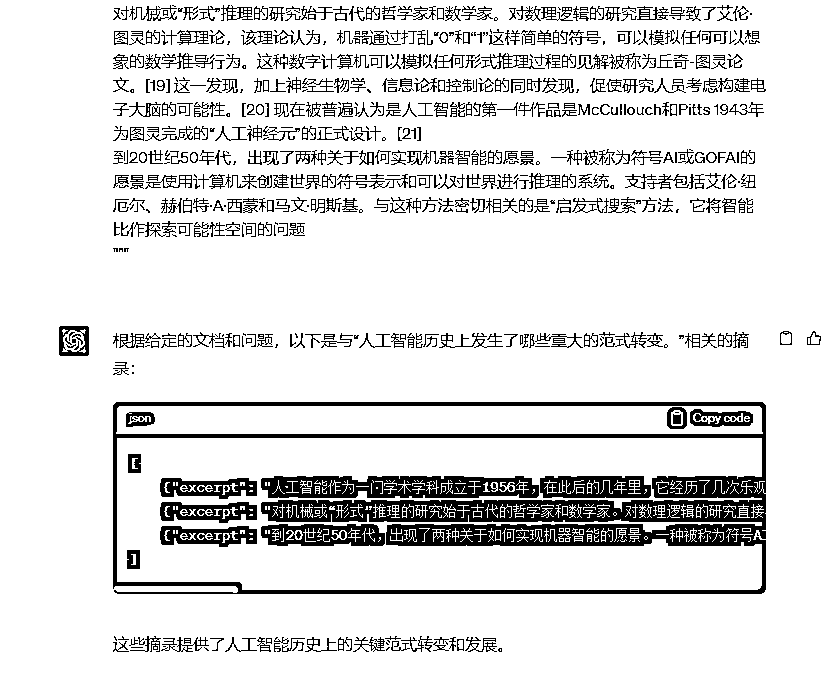 对机械或“形式”推理的研究始于古代的哲学家和数学家。对数理逻辑的研究直接导致了艾伦·
图灵的计算理论，该理论认为，机器通过打乱“0”和“1”这样简单的符号，可以模拟任何可以想
象的数学推导行为。这种数字计算机可以模拟任何形式推理过程的见解被称为丘奇-图灵论
文。[19] 这一发现，加上神经生物学、信息论和控制论的同时发现，促使研究人员考虑构建电
子大脑的可能性。[20] 现在被普遍认为是人工智能的第一件作品是McCullouch和Pitts 1943年
为图灵完成的“人工神经元”的正式设计。[21]
到20世纪50年代，出现了两种关于如何实现机器智能的愿景。一种被称为符号AI或GOFAI的
愿景是使用计算机来创建世界的符号表示和可以对世界进行推理的系统。支持者包括艾伦·纽
厄尔、赫伯特·A·西蒙和马文·明斯基。与这种方法密切相关的是“启发式搜索”方法，它将智能
比作探索可能性空间的问题
"""
根据给定的文档和问题，以下是与“人工智能历史上发生了哪些重大的范式转变。”相关的摘
录：
json Copy code
[
{"excerpt": "人工智能作为一门学术学科成立于1956年，在此后的几年里，它经历了几次乐观
{"excerpt": "对机械或“形式”推理的研究始于古代的哲学家和数学家。对数理逻辑的研究直接
{"excerpt": "到20世纪50年代，出现了两种关于如何实现机器智能的愿景。一种被称为符号A
]
这些摘录提供了人工智能历史上的关键范式转变和发展。